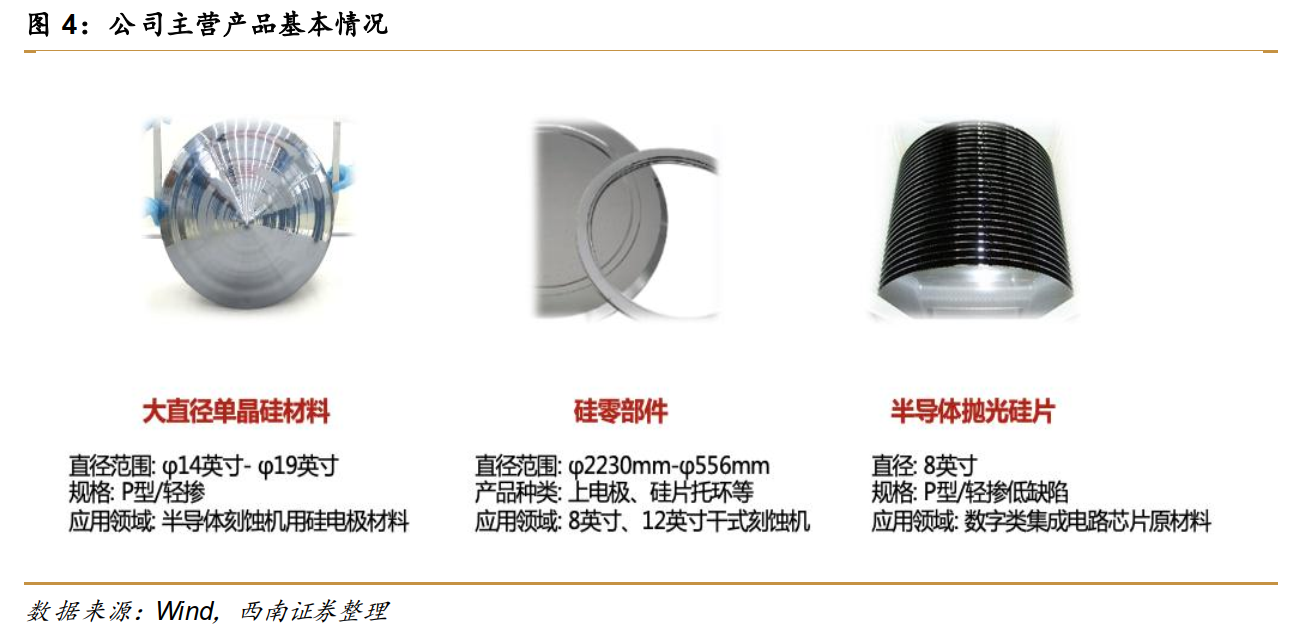 图 4：公司主营产品基本情况
大直径单晶硅材料
直径范围: φ14英寸- φ19英寸
规格: P型/轻掺
应用领域: 半导体刻蚀机用硅电极材料
硅零部件
直径范围: φ2230mm-φ556mm
产品种类: 上电极、硅片托环等
应用领域: 8英寸、12英寸干式刻蚀机
半导体抛光硅片
直径: 8英寸
规格: P型/轻掺低缺陷
应用领域: 数字类集成电路芯片原材料
数据来源：Wind，西南证券整理